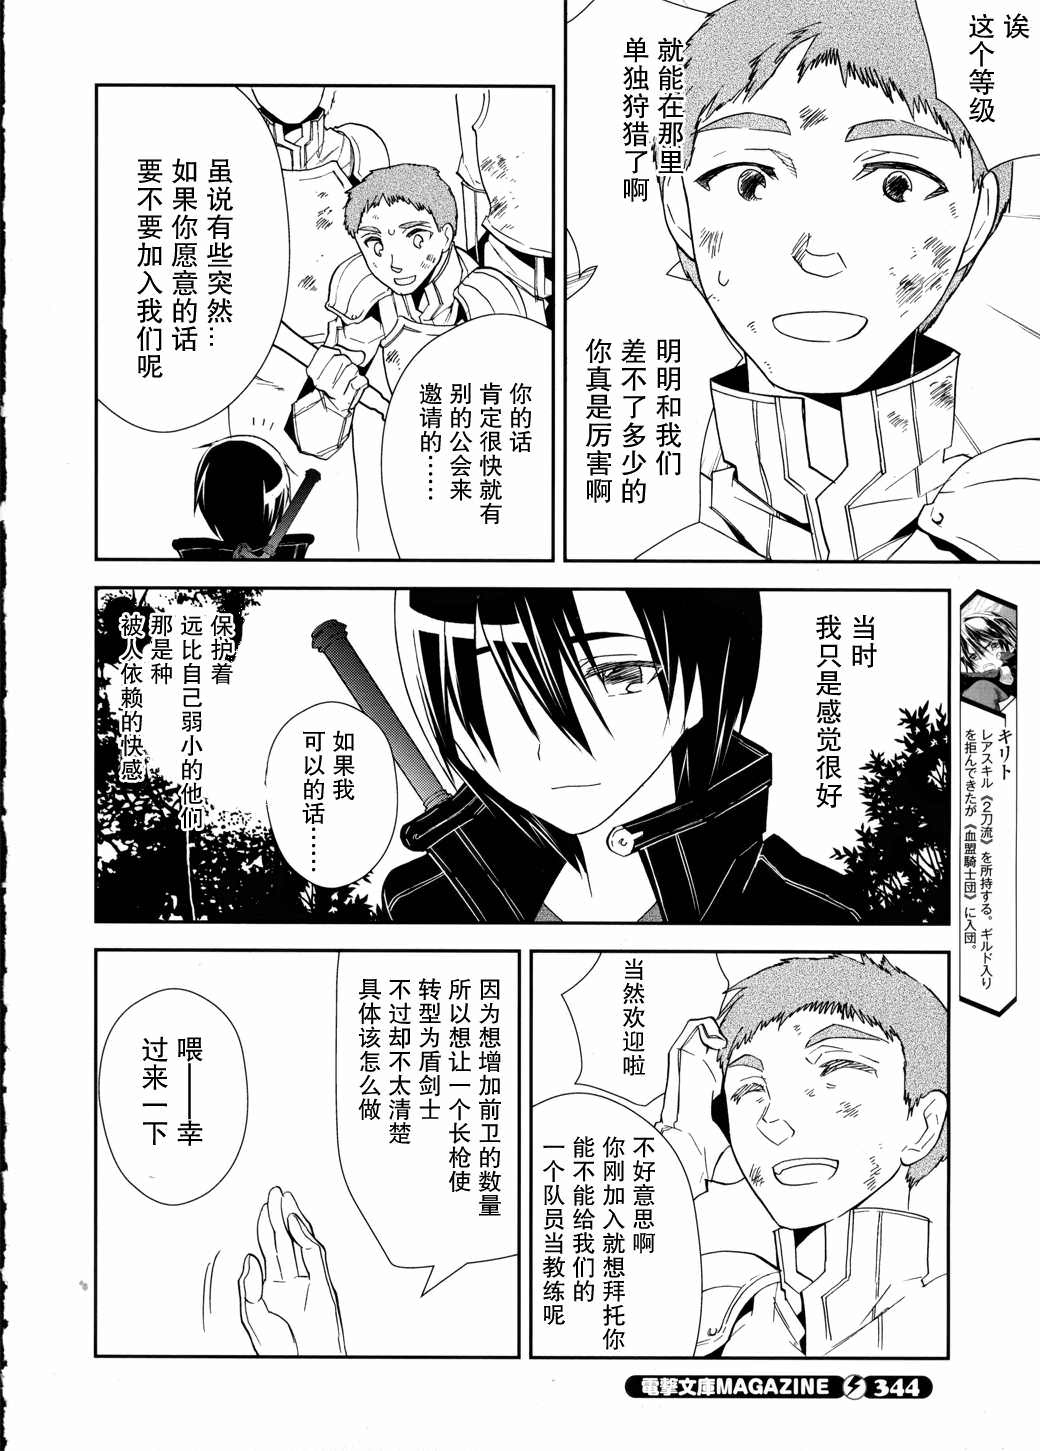 诶
这个等级
就能在那里
单独狩猎了啊
明明和我们
差不了多少的
你真是厉害啊
虽说有些突然…
如果你愿意的话
要不要加入我们呢
你的话
肯定很快就有
别的公会来
邀请的……
当时
我只是感觉很好
如果我
可以的话……
保护着
远比自己弱小的他们
那是种
被人依赖的快感
キリト
レアスキル《2刀流》を所持する。ギルド入り
を拒んできたが《血盟騎士団》に入団。
当然欢迎啦
不好意思啊
你刚加入就想拜托你
能不能给我们的
一个队员当教练呢
因为想增加前卫的数量
所以想让一个长枪使
转型为盾剑士
不过却不太清楚
具体该怎么做
喂——幸
过来一下
電撃文庫MAGAZINE 344